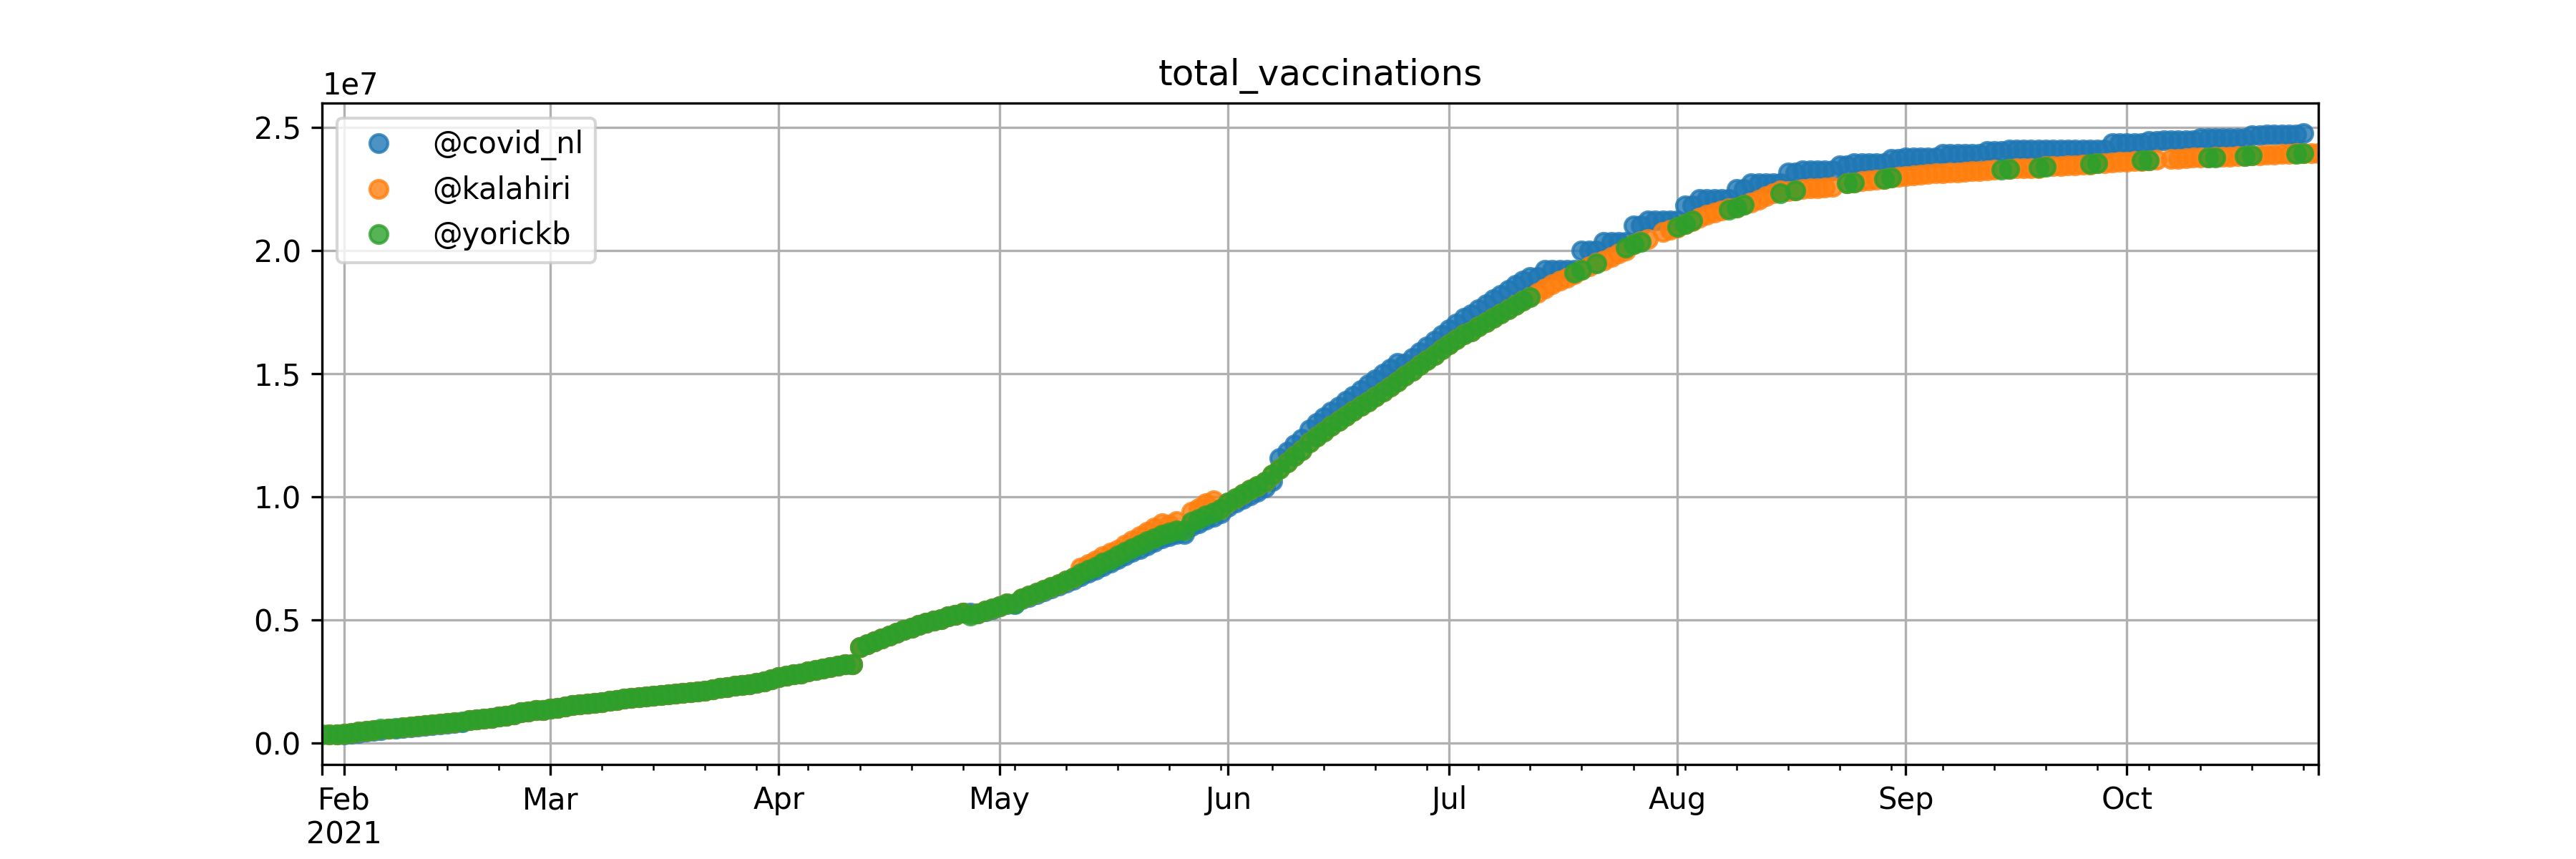 total_vaccinations
1e7
2.5
2.0
1.5
1.0
0.5
0.0
@covid_nl
@kalahiri
@yorickb
Feb Mar Apr May Jun Jul Aug Sep Oct
2021